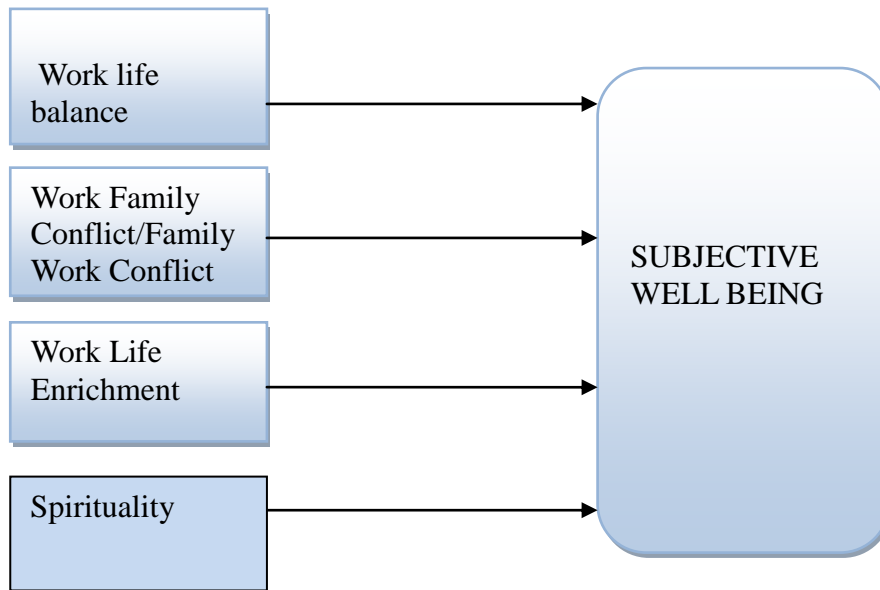 Work life
balance
Work Family
Conflict/Family
Work Conflict
Work Life
Enrichment
Spirituality
SUBJECTIVE
WELL BEING